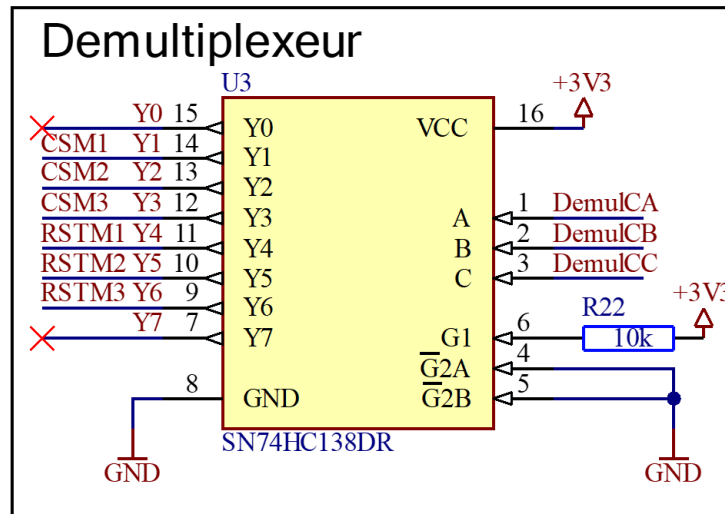 Demultiplexeur
U3
+3V3
Y0 15 Y0 VCC 16
CSM1 Y1 14 Y1
CSM2 Y2 13 Y2
CSM3 Y3 12 Y3 A 1 DemulCA
RSTM1 Y4 11 Y4 B 2 DemulCB
RSTM2 Y5 10 Y5 C 3 DemulCC
RSTM3 Y6 9 Y6
R22 +3V3
Y7 7 Y7 G1 6 10k
G̅2A 4
8 GND G̅2B 5
SN74HC138DR
GND GND